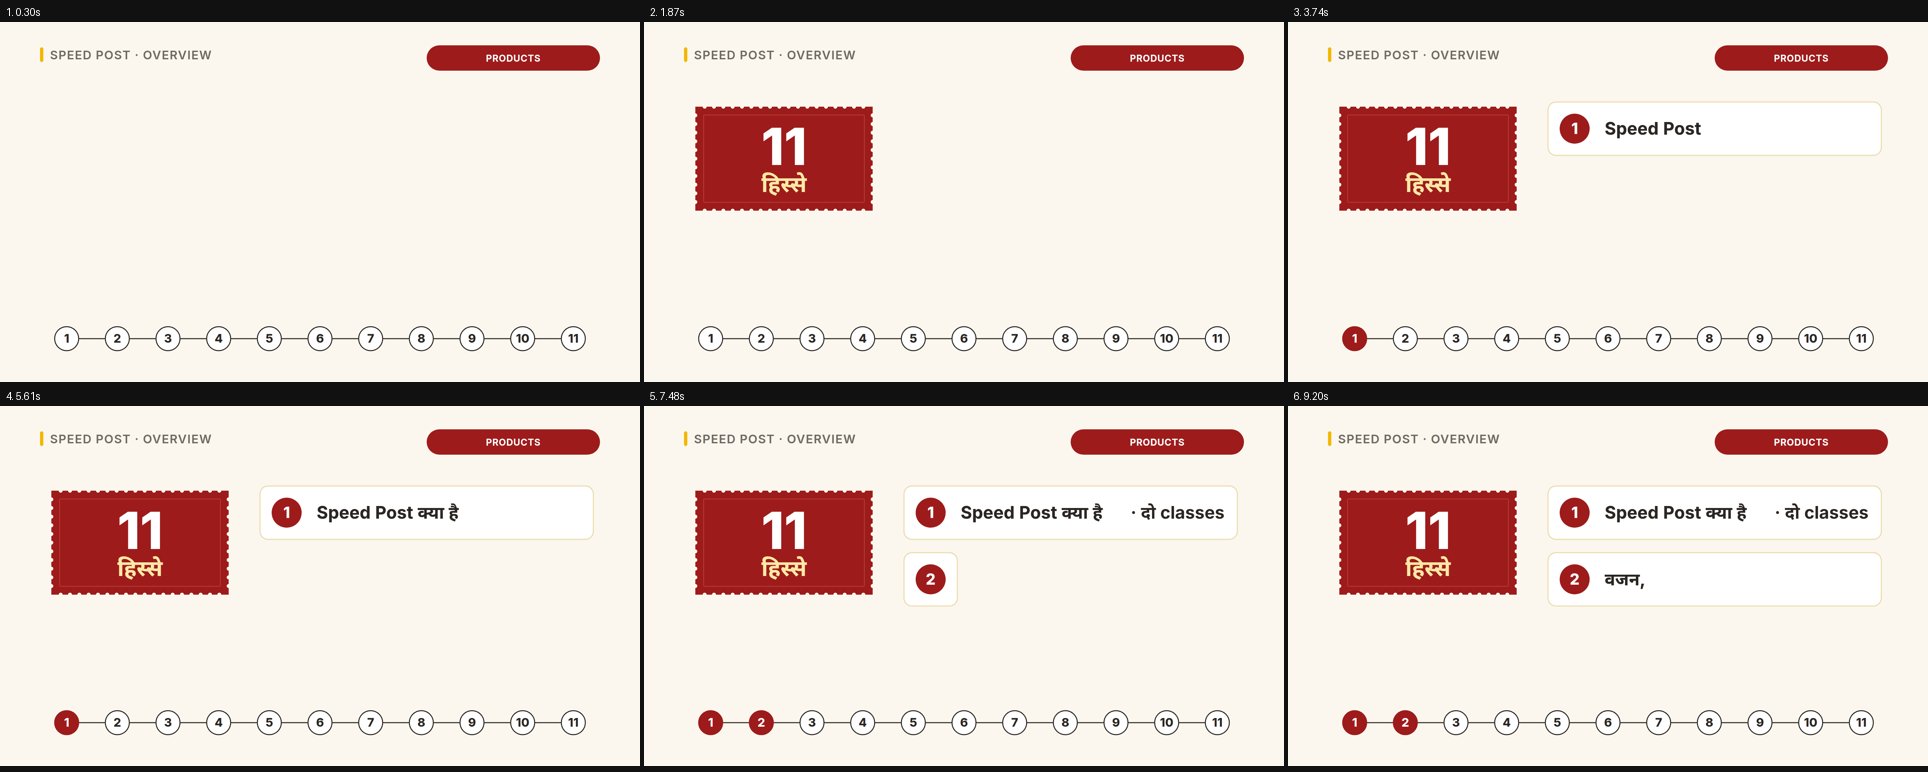 1. 0.30s
SPEED POST · OVERVIEW
PRODUCTS
1 2 3 4 5 6 7 8 9 10 11
2. 1.87s
SPEED POST · OVERVIEW
PRODUCTS
11
हिस्से
1 2 3 4 5 6 7 8 9 10 11
3. 3.74s
SPEED POST · OVERVIEW
PRODUCTS
11
हिस्से
1 Speed Post
1 2 3 4 5 6 7 8 9 10 11
4. 5.61s
SPEED POST · OVERVIEW
PRODUCTS
11
हिस्से
1 Speed Post क्या है
1 2 3 4 5 6 7 8 9 10 11
5. 7.48s
SPEED POST · OVERVIEW
PRODUCTS
11
हिस्से
1 Speed Post क्या है · दो classes
2
1 2 3 4 5 6 7 8 9 10 11
6. 9.20s
SPEED POST · OVERVIEW
PRODUCTS
11
हिस्से
1 Speed Post क्या है · दो classes
2 वजन,
1 2 3 4 5 6 7 8 9 10 11